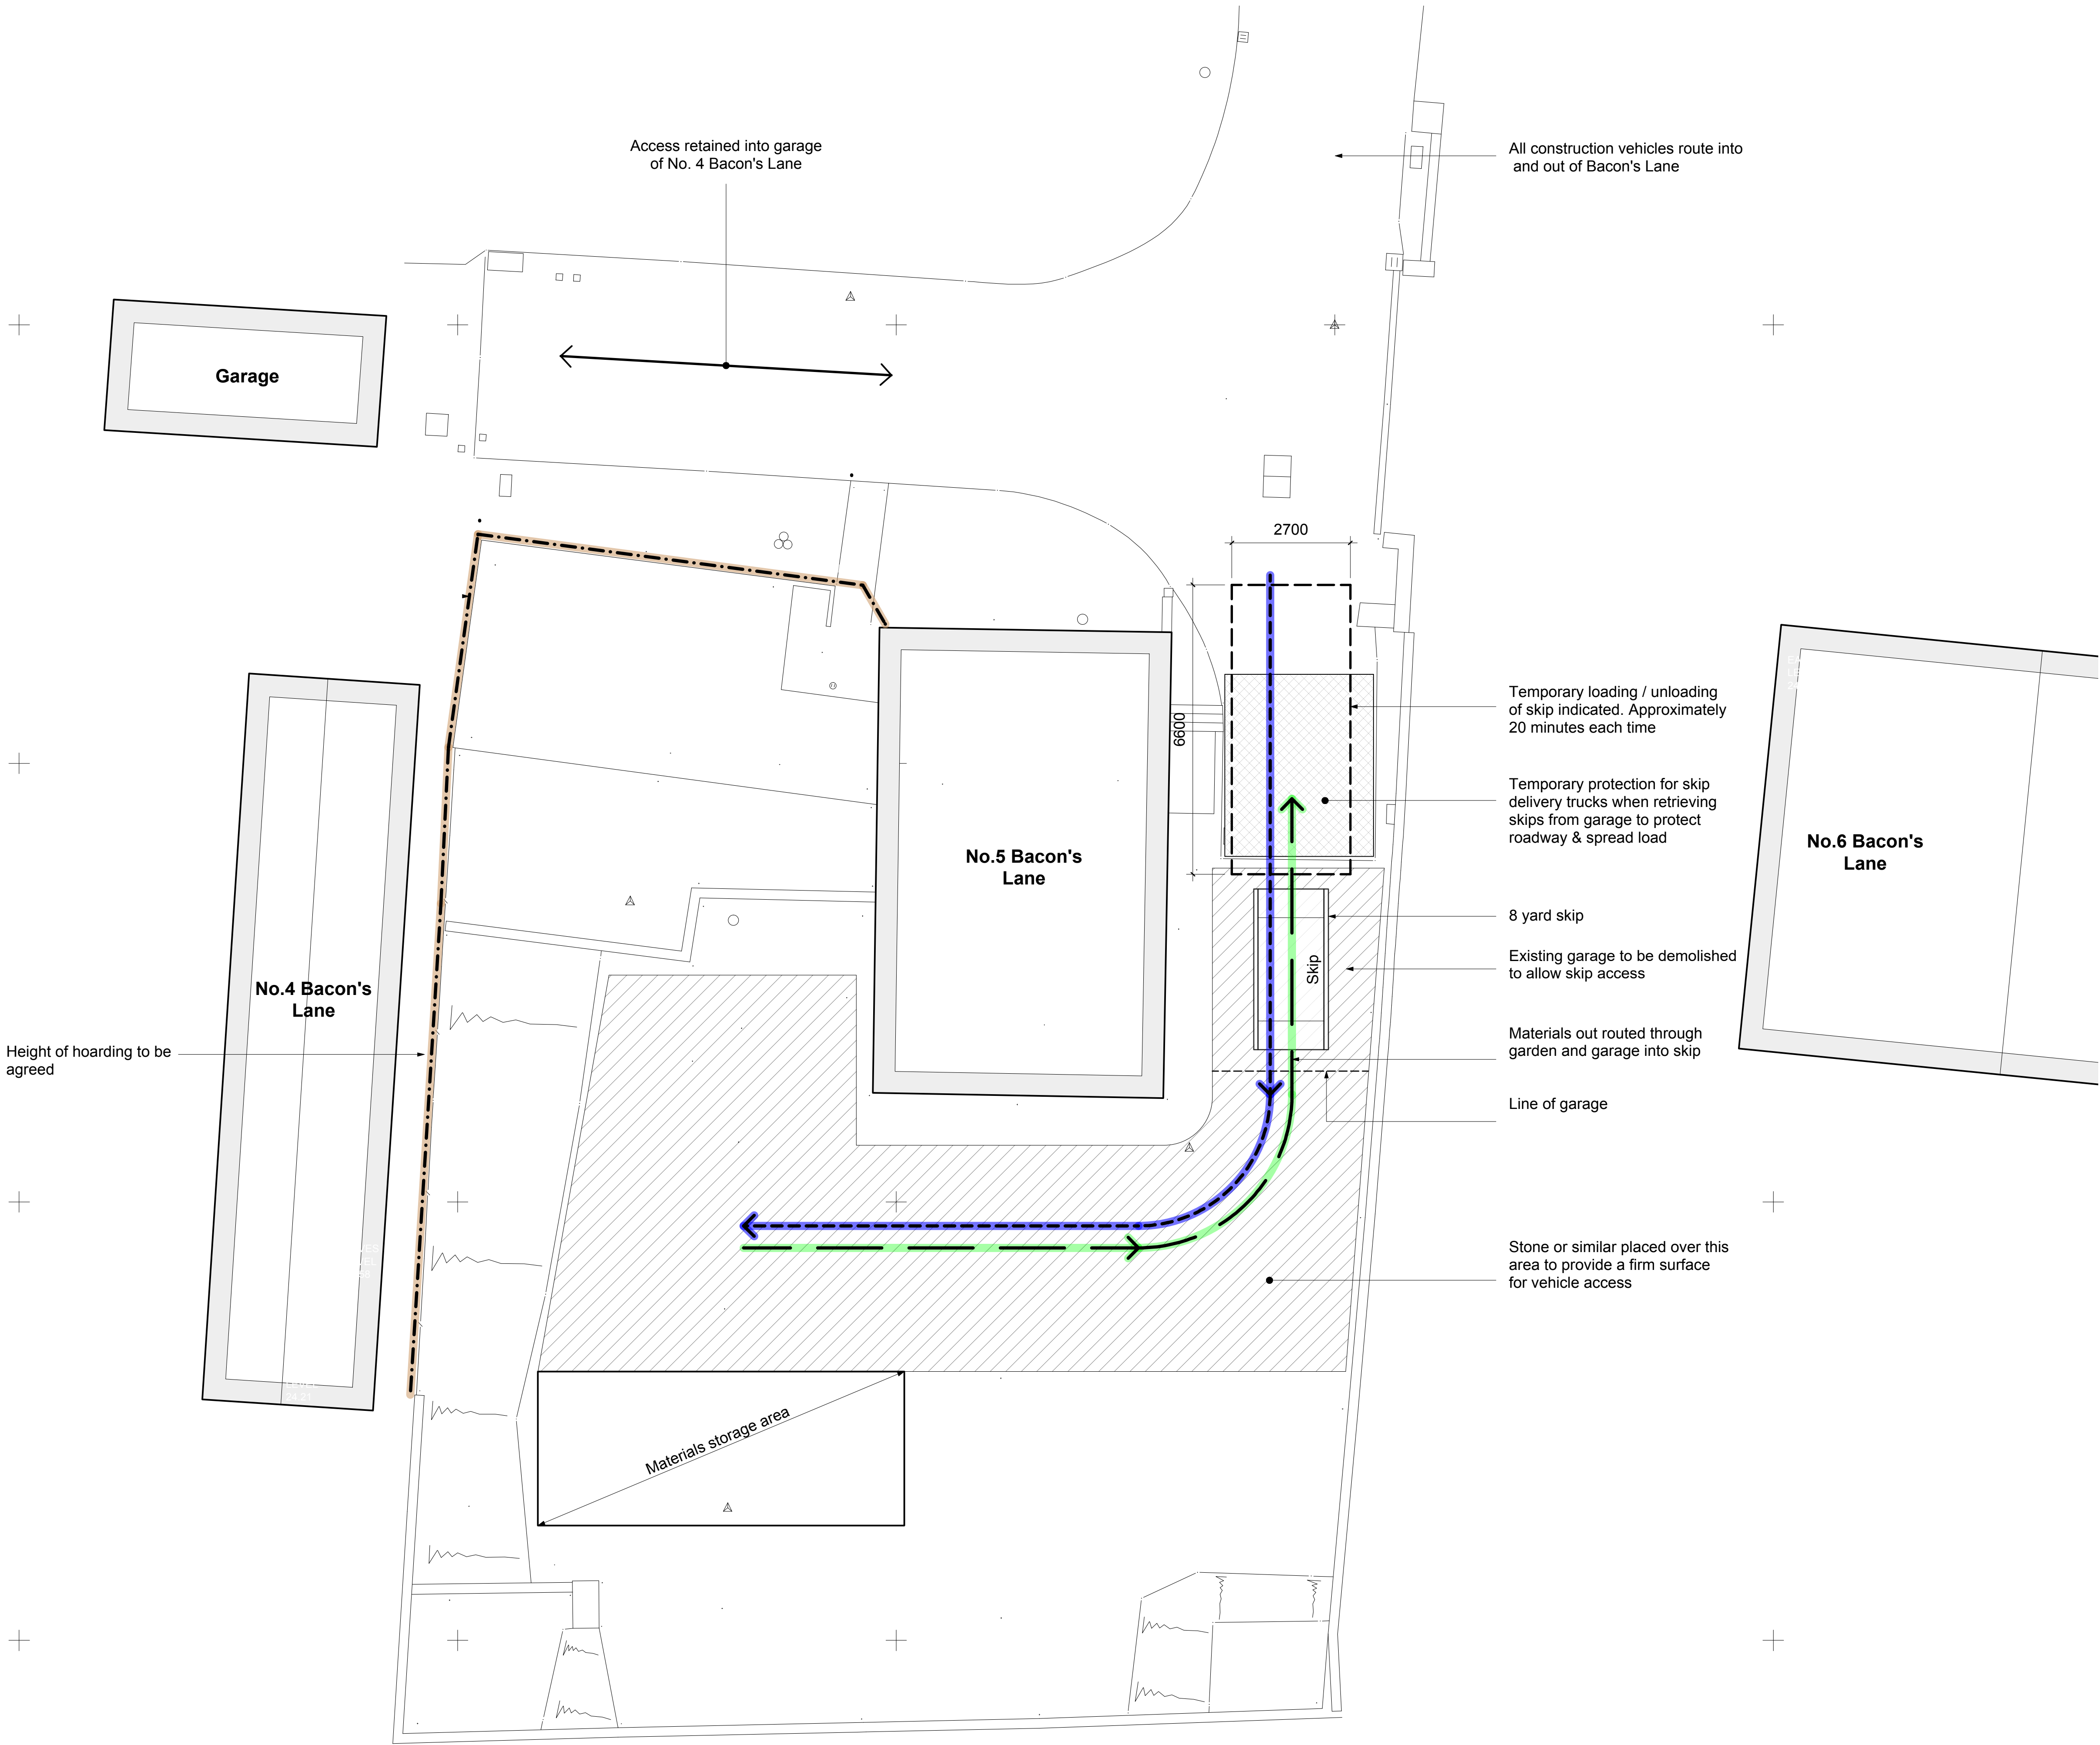 Access retained into garage
of No. 4 Bacon's Lane
All construction vehicles route into
and out of Bacon's Lane
Garage
2700
6600
Temporary loading / unloading
of skip indicated. Approximately
20 minutes each time
Temporary protection for skip
delivery trucks when retrieving
skips from garage to protect
roadway & spread load
No.5 Bacon's
Lane
No.6 Bacon's
Lane
8 yard skip
Skip
Existing garage to be demolished
to allow skip access
No.4 Bacon's
Lane
Materials out routed through
garden and garage into skip
Height of hoarding to be
agreed
Line of garage
Stone or similar placed over this
area to provide a firm surface
for vehicle access
Materials storage area